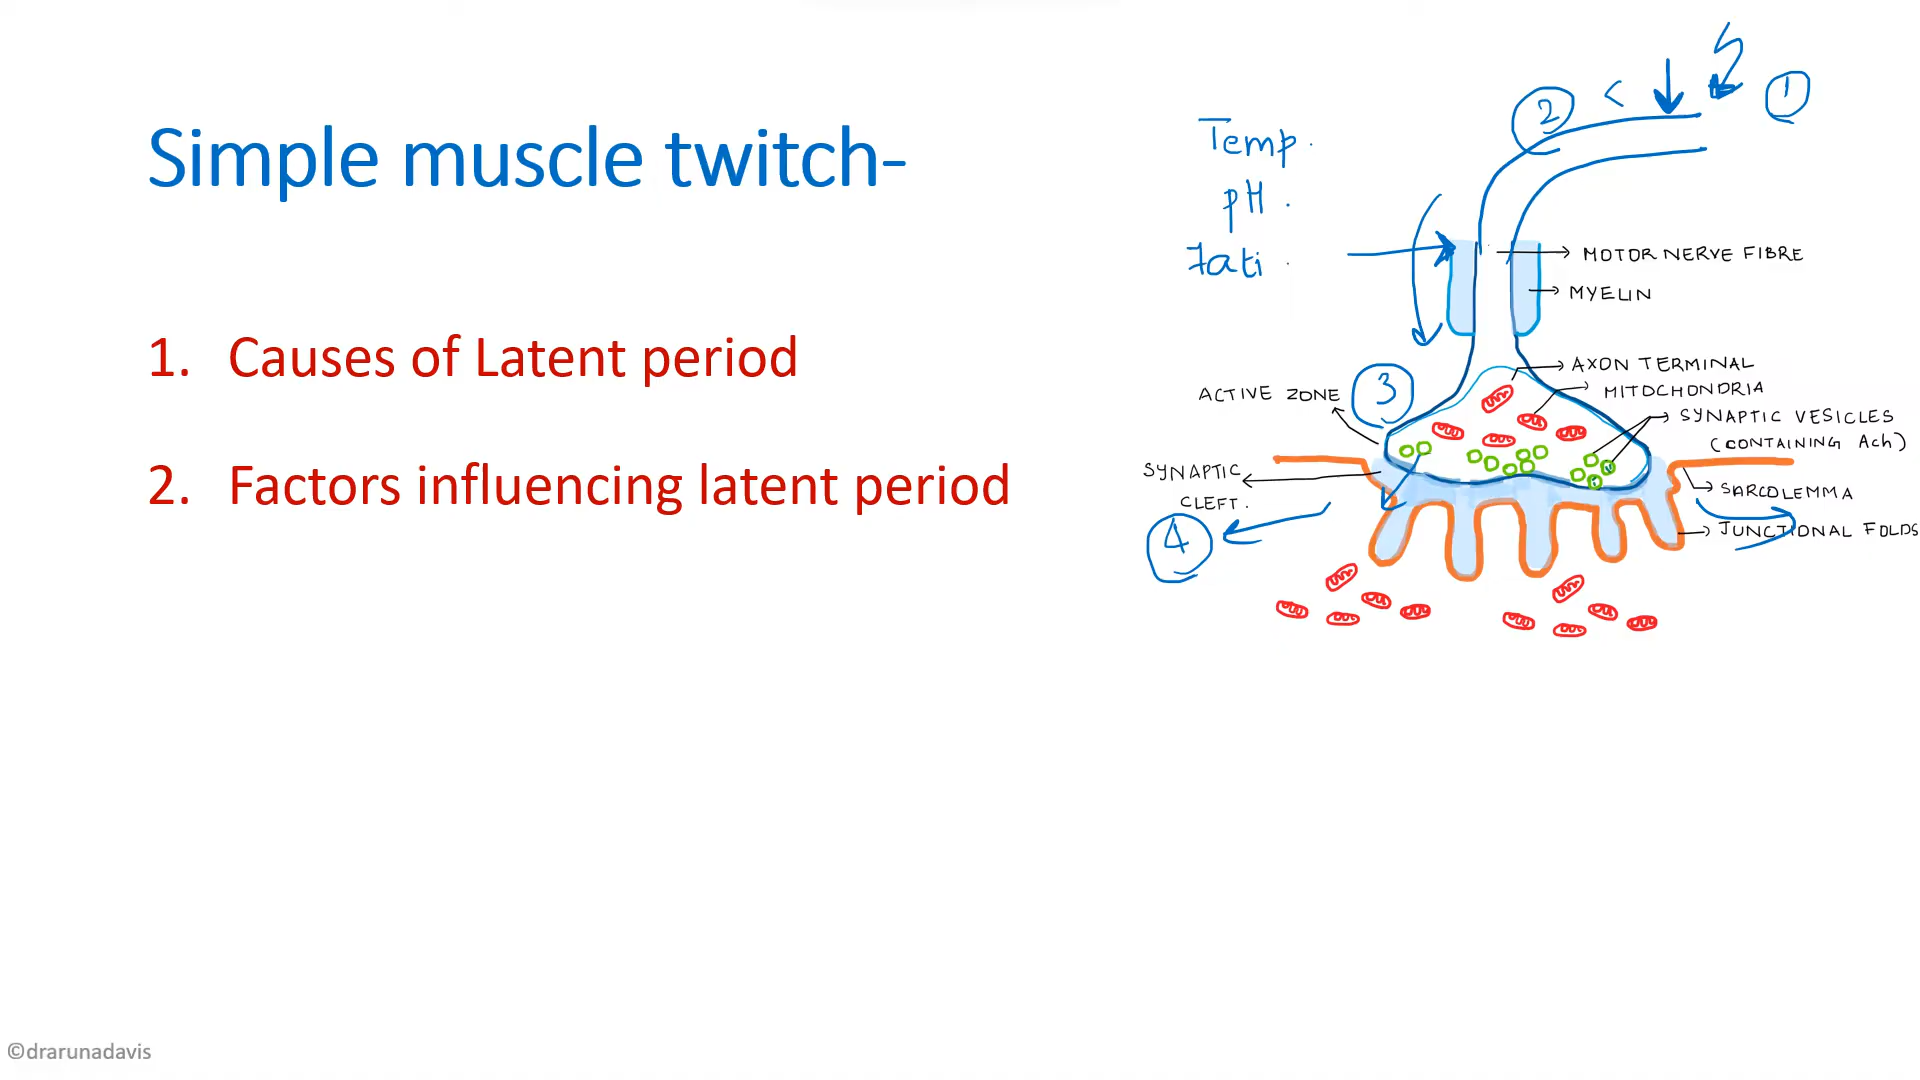 Simple muscle twitch-
1. Causes of Latent period
2. Factors influencing latent period
Temp.
pH.
Fati.
<
1
2
3
4
MOTOR NERVE FIBRE
MYELIN
AXON TERMINAL
MITOCHONDRIA
SYNAPTIC VESICLES
(CONTAINING Ach)
ACTIVE ZONE
SYNAPTIC
CLEFT.
SARCOLEMMA
JUNCTIONAL FOLDS
©drarunadavis